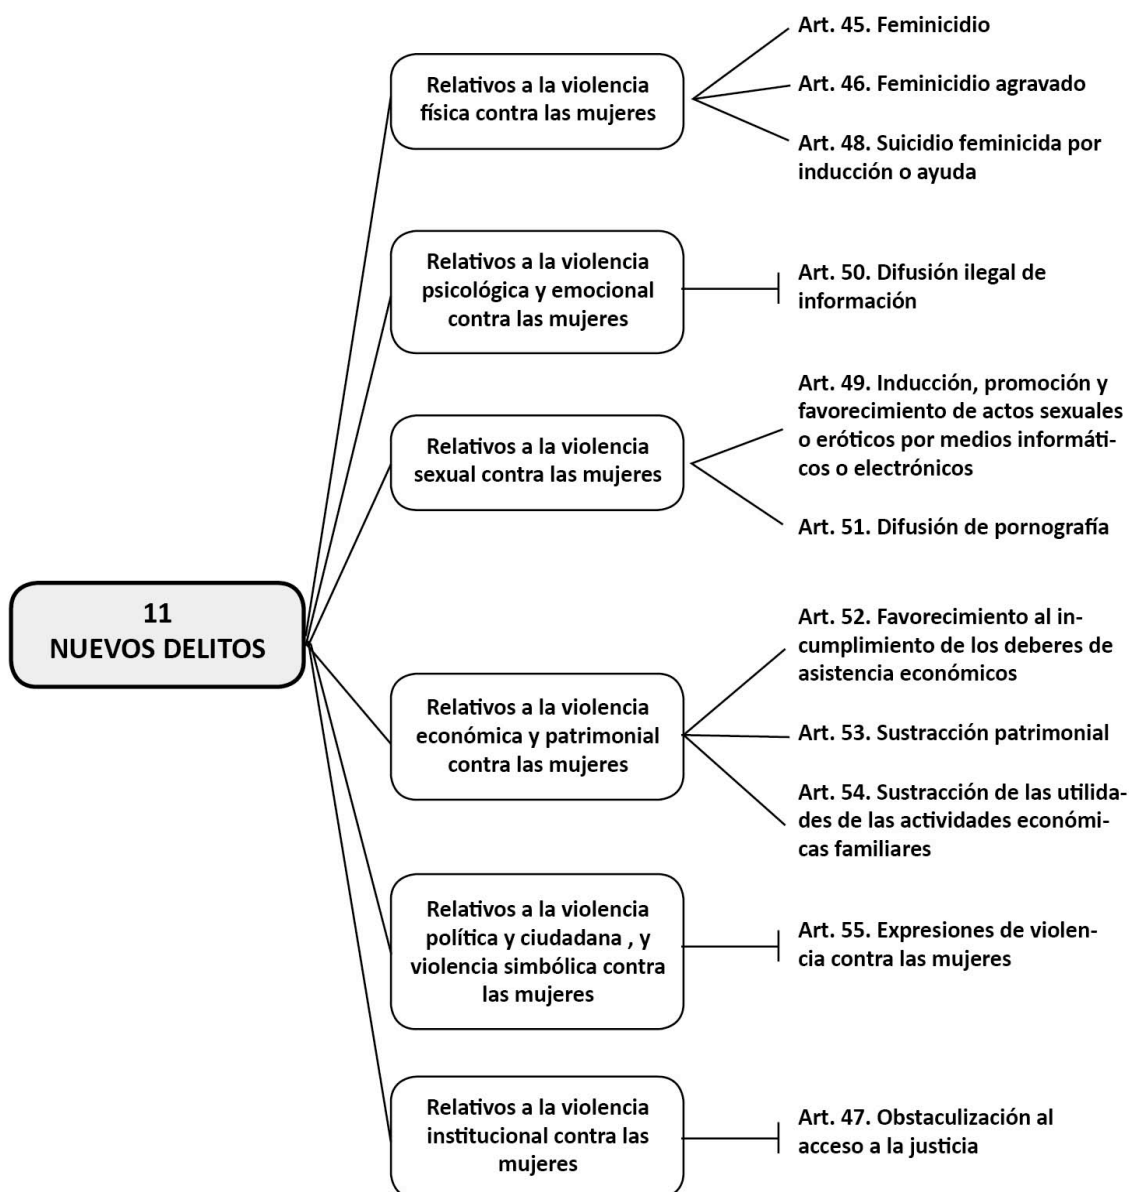 11
NUEVOS DELITOS
Relativos a la violencia
física contra las mujeres
Art. 45. Feminicidio
Art. 46. Feminicidio agravado
Art. 48. Suicidio feminicida por
inducción o ayuda
Relativos a la violencia
psicológica y emocional
contra las mujeres
Art. 50. Difusión ilegal de
información
Relativos a la violencia
sexual contra las mujeres
Art. 49. Inducción, promoción y
favorecimiento de actos sexuales
o eróticos por medios informáti-
cos o electrónicos
Art. 51. Difusión de pornografía
Relativos a la violencia
económica y patrimonial
contra las mujeres
Art. 52. Favorecimiento al in-
cumplimiento de los deberes de
asistencia económicos
Art. 53. Sustracción patrimonial
Art. 54. Sustracción de las utilida-
des de las actividades económi-
cas familiares
Relativos a la violencia
política y ciudadana , y
violencia simbólica contra
las mujeres
Art. 55. Expresiones de violen-
cia contra las mujeres
Relativos a la violencia
institucional contra las
mujeres
Art. 47. Obstaculización al
acceso a la justicia